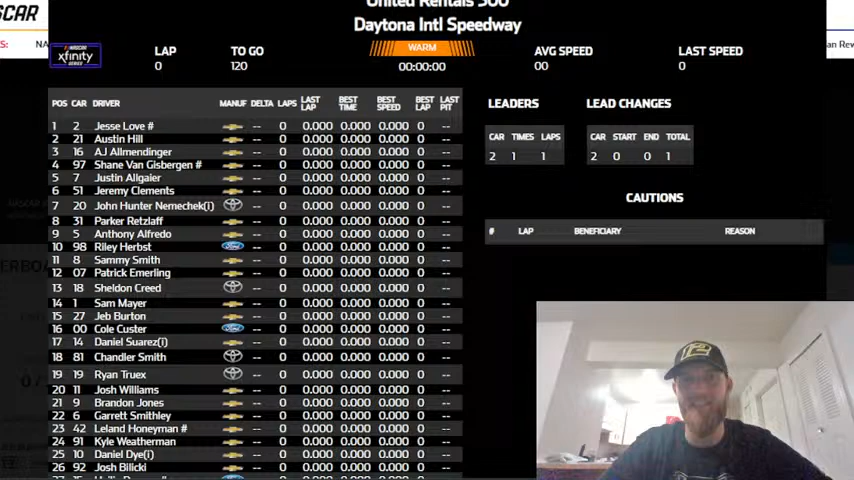 SCAR
United Rentals 300
Daytona Intl Speedway
S: NA
an Rev
NASCAR
xfinity
SERIES
LAP
0
TO GO
120
WARM
00:00:00
AVG SPEED
00
LAST SPEED
0
POS CAR DRIVER MANUF DELTA LAPS LAST LAP BEST TIME BEST SPEED BEST LAP LAST PIT
1 2 Jesse Love # -- 0 0.000 0.000 0.000 0 --
2 21 Austin Hill -- 0 0.000 0.000 0.000 0 --
3 16 AJ Allmendinger -- 0 0.000 0.000 0.000 0 --
4 97 Shane Van Gisbergen # -- 0 0.000 0.000 0.000 0 --
5 7 Justin Allgaier -- 0 0.000 0.000 0.000 0 --
6 51 Jeremy Clements -- 0 0.000 0.000 0.000 0 --
7 20 John Hunter Nemechek(i) -- 0 0.000 0.000 0.000 0 --
8 31 Parker Retzlaff -- 0 0.000 0.000 0.000 0 --
9 5 Anthony Alfredo -- 0 0.000 0.000 0.000 0 --
10 98 Riley Herbst Ford -- 0 0.000 0.000 0.000 0 --
11 8 Sammy Smith -- 0 0.000 0.000 0.000 0 --
12 07 Patrick Emerling -- 0 0.000 0.000 0.000 0 --
13 18 Sheldon Creed -- 0 0.000 0.000 0.000 0 --
14 1 Sam Mayer -- 0 0.000 0.000 0.000 0 --
15 27 Jeb Burton -- 0 0.000 0.000 0.000 0 --
16 00 Cole Custer Ford -- 0 0.000 0.000 0.000 0 --
17 14 Daniel Suarez(i) -- 0 0.000 0.000 0.000 0 --
18 81 Chandler Smith -- 0 0.000 0.000 0.000 0 --
19 19 Ryan Truex -- 0 0.000 0.000 0.000 0 --
20 11 Josh Williams -- 0 0.000 0.000 0.000 0 --
21 9 Brandon Jones -- 0 0.000 0.000 0.000 0 --
22 6 Garrett Smithley -- 0 0.000 0.000 0.000 0 --
23 42 Leland Honeyman # -- 0 0.000 0.000 0.000 0 --
24 91 Kyle Weatherman -- 0 0.000 0.000 0.000 0 --
25 10 Daniel Dye(i) -- 0 0.000 0.000 0.000 0 --
26 92 Josh Bilicki -- 0 0.000 0.000 0.000 0 --
LEADERS
CAR TIMES LAPS
2 1 1
LEAD CHANGES
CAR START END TOTAL
2 0 0 1
CAUTIONS
# LAP BENEFICIARY REASON
12